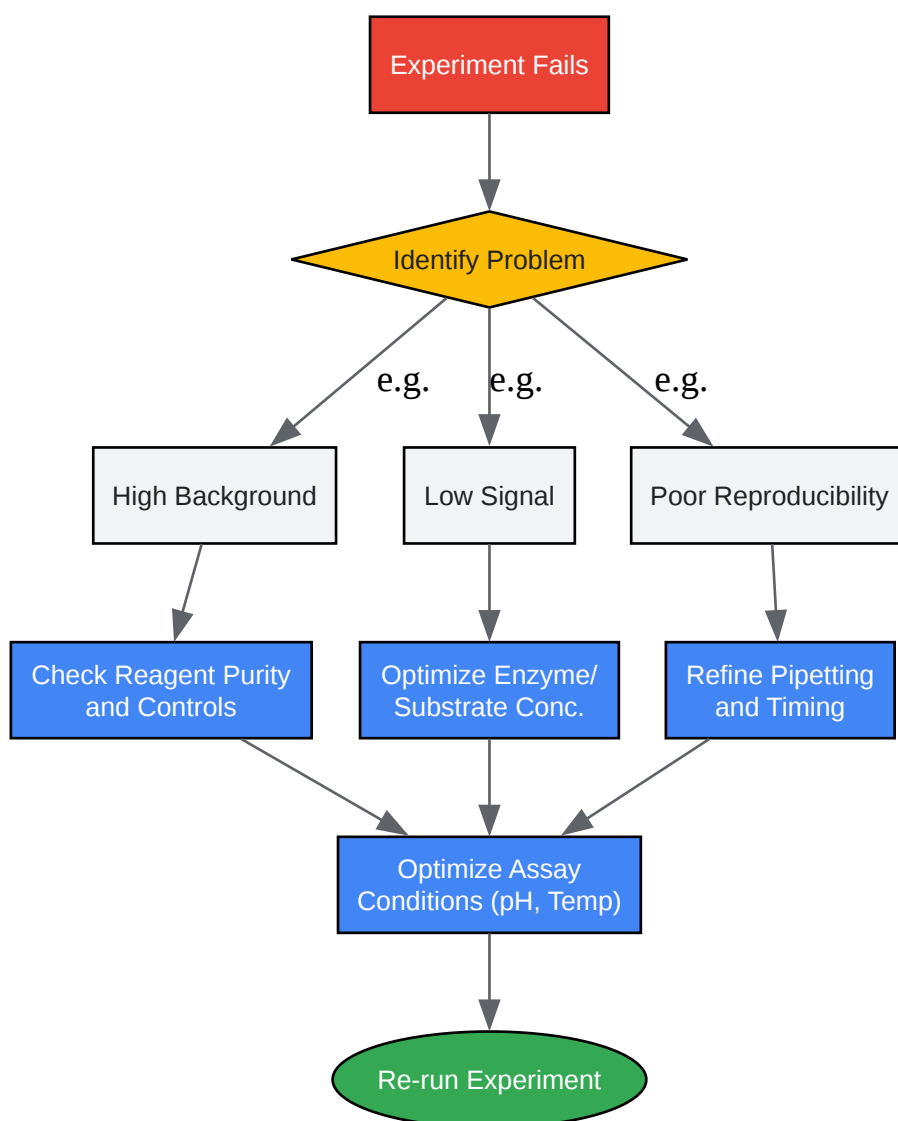 Experiment Fails
Identify Problem
e.g.
e.g.
e.g.
High Background
Low Signal
Poor Reproducibility
Check Reagent Purity
and Controls
Optimize Enzyme/
Substrate Conc.
Refine Pipetting
and Timing
Optimize Assay
Conditions (pH, Temp)
Re-run Experiment